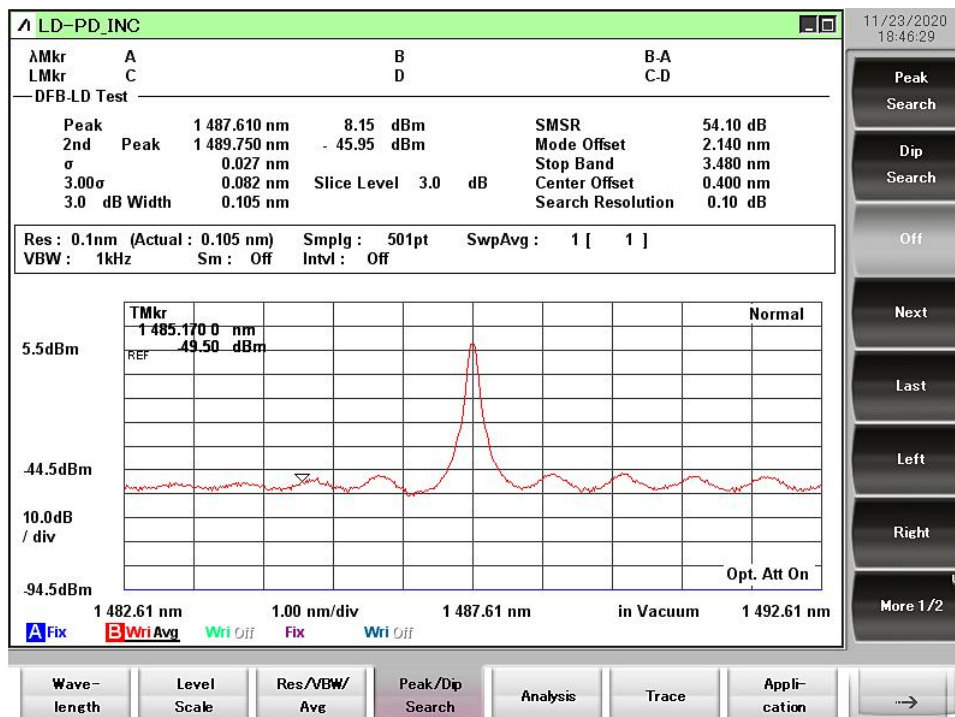 LD-PD_INC
11/23/2020
18:46:29
λMkr A B B-A
LMkr C D C-D
DFB-LD Test
Peak 1 487.610 nm 8.15 dBm SMSR 54.10 dB
2nd Peak 1 489.750 nm - 45.95 dBm Mode Offset 2.140 nm
σ 0.027 nm Stop Band 3.480 nm
3.00σ 0.082 nm Slice Level 3.0 dB Center Offset 0.400 nm
3.0 dB Width 0.105 nm Search Resolution 0.10 dB
Res : 0.1nm (Actual : 0.105 nm) Smplg : 501pt SwpAvg : 1 [ 1 ]
VBW : 1kHz Sm : Off Intvl : Off
TMkr Normal
1 485.170 0 nm
-49.50 dBm
REF
5.5dBm
-44.5dBm
10.0dB
/ div
-94.5dBm
Opt. Att On
1 482.61 nm 1.00 nm/div 1 487.61 nm in Vacuum 1 492.61 nm
A Fix B Wri Avg Wri Off Fix Wri Off
Peak
Search
Dip
Search
Off
Next
Last
Left
Right
More 1/2
Wave-
length
Level
Scale
Res/VBW/
Avg
Peak/Dip
Search
Analysis
Trace
Appli-
cation